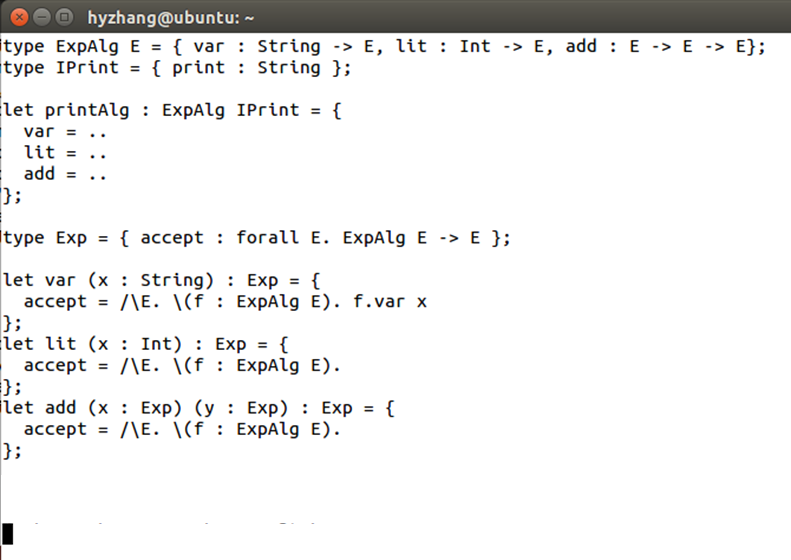 hyzhang@ubuntu: ~
type ExpAlg E = { var : String -> E, lit : Int -> E, add : E -> E -> E};
type IPrint = { print : String };
let printAlg : ExpAlg IPrint = {
  var = ..
  lit = ..
  add = ..
};
type Exp = { accept : forall E. ExpAlg E -> E };
let var (x : String) : Exp = {
  accept = /\E. \(f : ExpAlg E). f.var x
};
let lit (x : Int) : Exp = {
  accept = /\E. \(f : ExpAlg E).
};
let add (x : Exp) (y : Exp) : Exp = {
  accept = /\E. \(f : ExpAlg E).
};